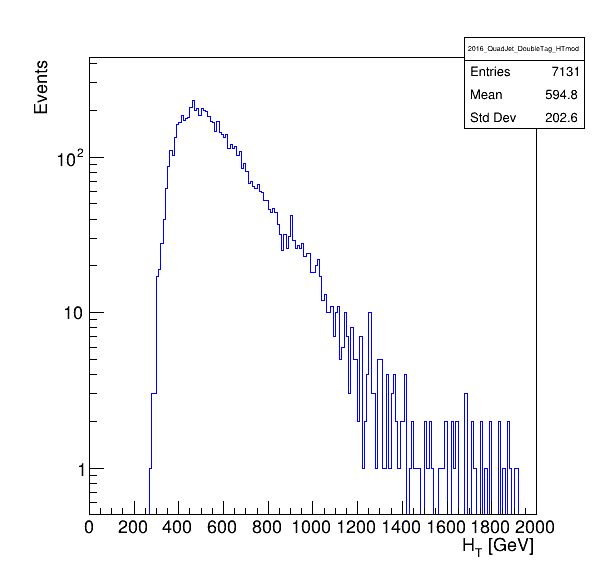 2016_QuadJet_DoubleTag_HTmod
Entries 7131
Mean 594.8
Std Dev 202.6
Events
10²
10
1
0 200 400 600 800 1000 1200 1400 1600 1800 2000
H_T [GeV]